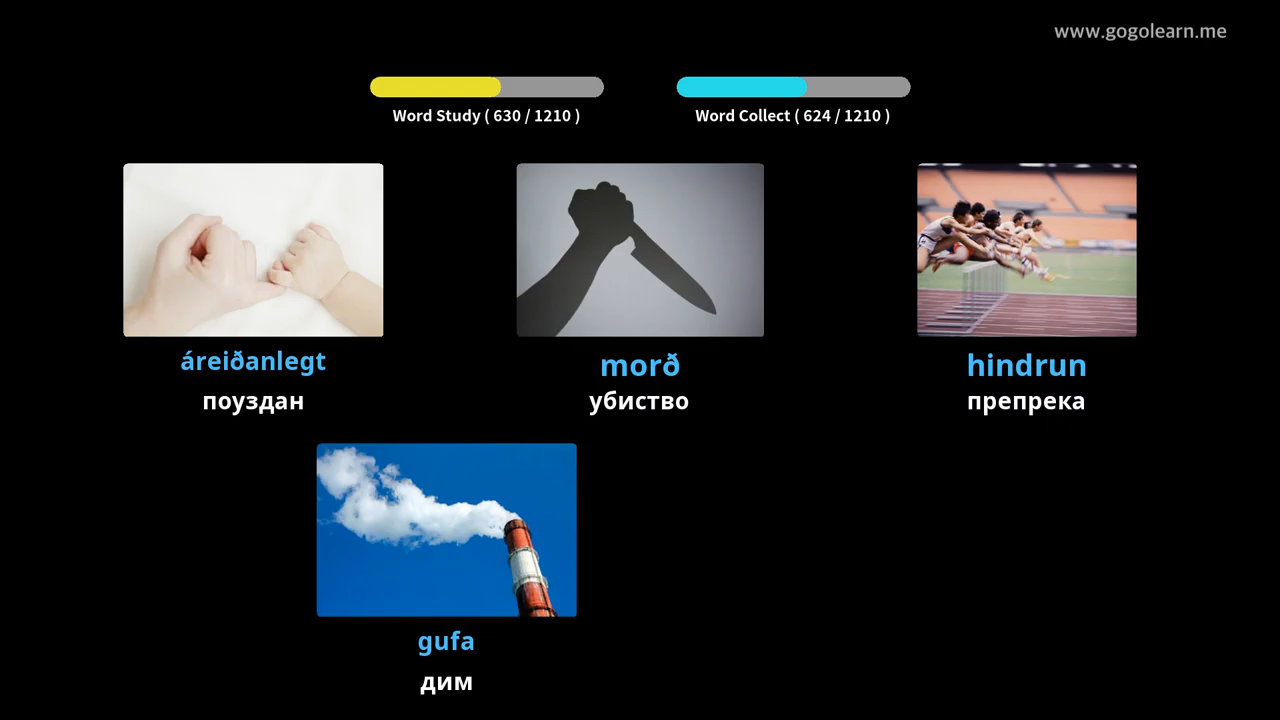 www.gogolearn.me
Word Study ( 630 / 1210 )
Word Collect ( 624 / 1210 )
áreiðanlegt
поуздан
morð
убиство
hindrun
препрека
gufa
дим